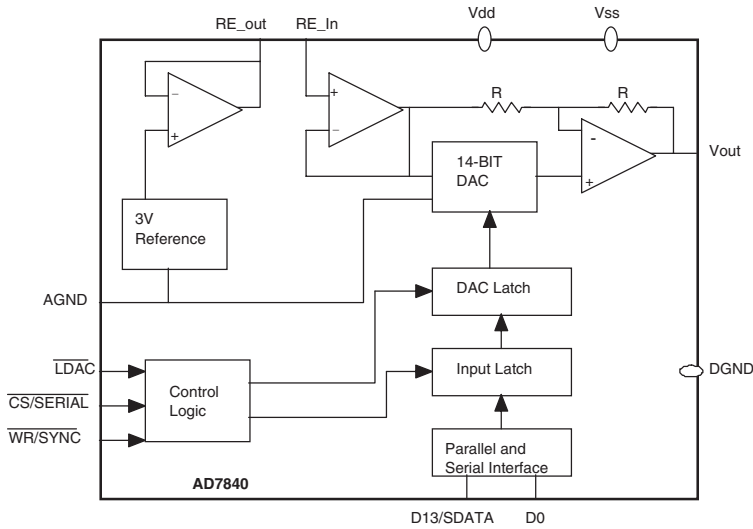 RE_out RE_In Vdd Vss
− + R R
+ − 14-BIT - Vout
DAC +
3V
Reference
AGND DAC Latch
LDAC
Control Input Latch DGND
CS/SERIAL
Logic
WR/SYNC
Parallel and
Serial Interface
AD7840
D13/SDATA D0